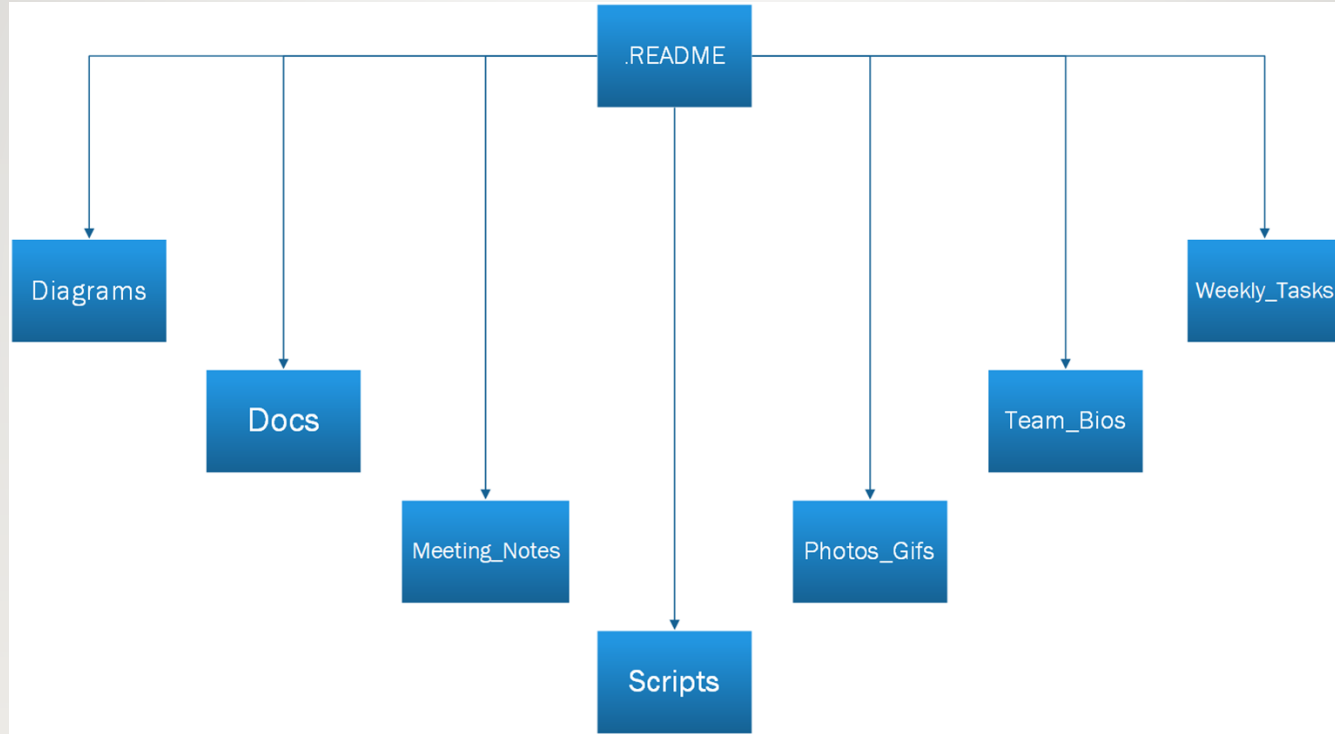 .README
Diagrams
Weekly_Tasks
Docs
Team_Bios
Meeting_Notes
Photos_Gifs
Scripts